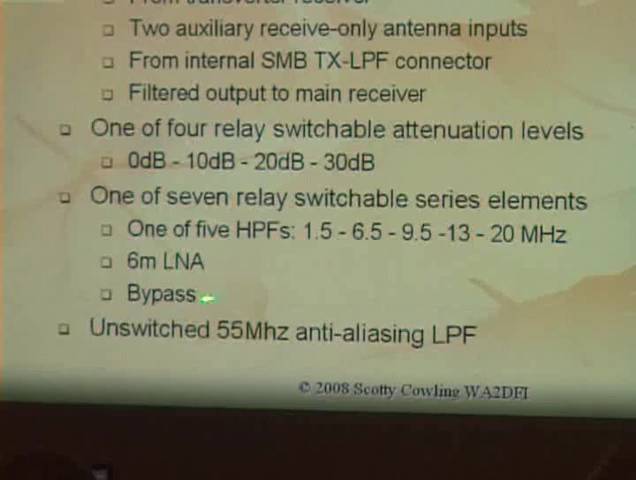 From transverter receiver
Two auxiliary receive-only antenna inputs
From internal SMB TX-LPF connector
Filtered output to main receiver
One of four relay switchable attenuation levels
0dB - 10dB - 20dB - 30dB
One of seven relay switchable series elements
One of five HPFs: 1.5 - 6.5 - 9.5 -13 - 20 MHz
6m LNA
Bypass
Unswitched 55Mhz anti-aliasing LPF
© 2008 Scotty Cowling WA2DFI